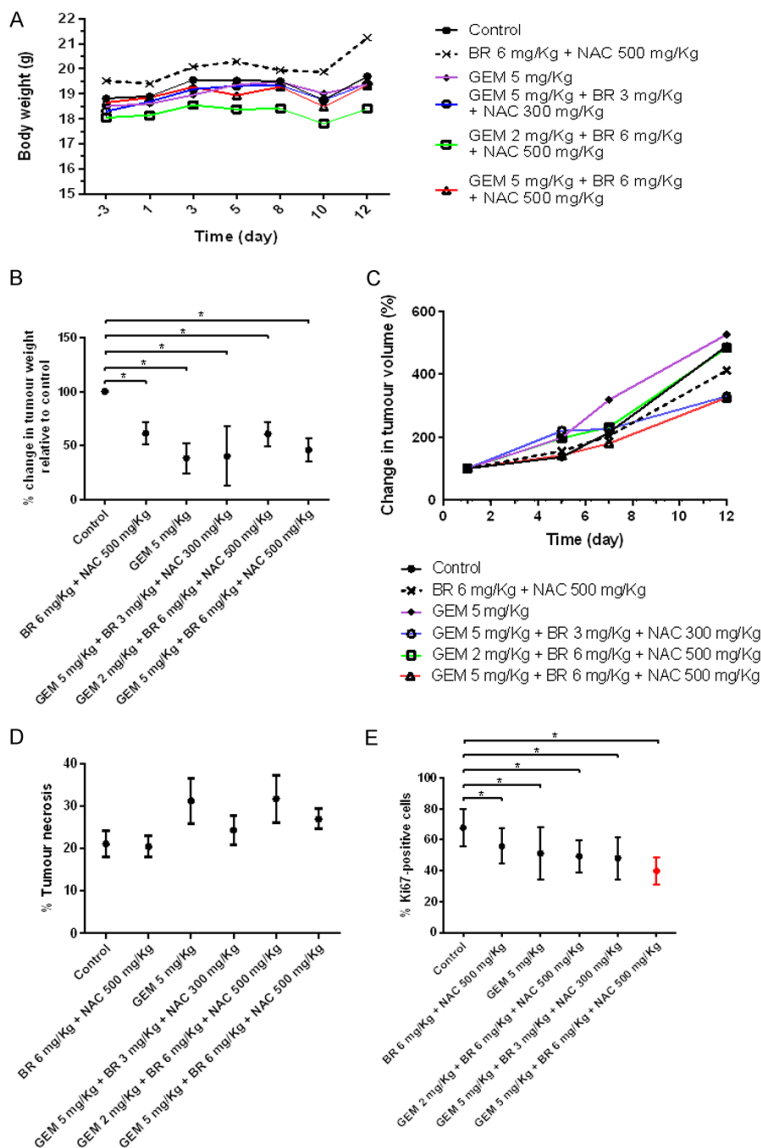 A
Body weight (g)
22
21
20
19
18
17
16
15
-3
1
3
5
8
10
12
Time (day)
Control
BR 6 mg/Kg + NAC 500 mg/Kg
GEM 5 mg/Kg
GEM 5 mg/Kg + BR 3 mg/Kg
+ NAC 300 mg/Kg
GEM 2 mg/Kg + BR 6 mg/Kg
+ NAC 500 mg/Kg
GEM 5 mg/Kg + BR 6 mg/Kg
+ NAC 500 mg/Kg
B
% change in tumour weight
relative to control
150
100
50
0
*
*
*
*
*
Control
BR 6 mg/Kg + NAC 500 mg/Kg
GEM 5 mg/Kg
GEM 5 mg/Kg + BR 3 mg/Kg + NAC 300 mg/Kg
GEM 2 mg/Kg + BR 6 mg/Kg + NAC 500 mg/Kg
GEM 5 mg/Kg + BR 6 mg/Kg + NAC 500 mg/Kg
C
Change in tumour volume (%)
600
400
200
0
0
2
4
6
8
10
12
Time (day)
Control
BR 6 mg/Kg + NAC 500 mg/Kg
GEM 5 mg/Kg
GEM 5 mg/Kg + BR 3 mg/Kg + NAC 300 mg/Kg
GEM 2 mg/Kg + BR 6 mg/Kg + NAC 500 mg/Kg
GEM 5 mg/Kg + BR 6 mg/Kg + NAC 500 mg/Kg
D
% Tumour necrosis
40
30
20
10
0
Control
BR 6 mg/Kg + NAC 500 mg/Kg
GEM 5 mg/Kg
GEM 5 mg/Kg + BR 3 mg/Kg + NAC 300 mg/Kg
GEM 2 mg/Kg + BR 6 mg/Kg + NAC 500 mg/Kg
GEM 5 mg/Kg + BR 6 mg/Kg + NAC 500 mg/Kg
E
% Ki67-positive cells
100
80
60
40
20
0
*
*
*
*
*
Control
BR 6 mg/Kg + NAC 500 mg/Kg
GEM 5 mg/Kg
GEM 2 mg/Kg + BR 6 mg/Kg + NAC 500 mg/Kg
GEM 5 mg/Kg + BR 3 mg/Kg + NAC 300 mg/Kg
GEM 5 mg/Kg + BR 6 mg/Kg + NAC 500 mg/Kg